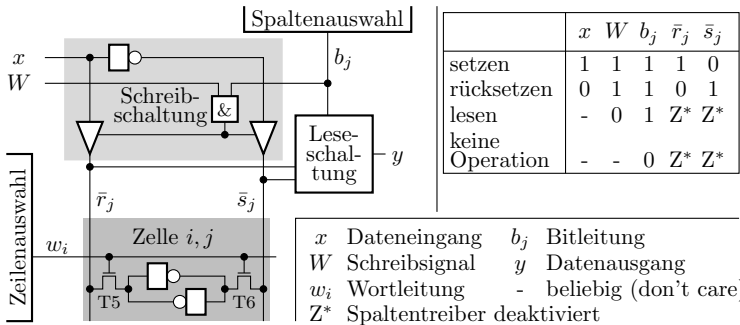 Spaltenauswahl
x
b_j
W
Schreib-
schaltung
&
Lese-
schal-
tung
y
r̄_j
s̄_j
Zeilenauswahl
w_i
Zelle i, j
T5
T6
x W b_j r̄_j s̄_j
setzen 1 1 1 1 0
rücksetzen 0 1 1 0 1
lesen - 0 1 Z* Z*
keine
Operation - - 0 Z* Z*
x Dateneingang b_j Bitleitung
W Schreibsignal y Datenausgang
w_i Wortleitung - beliebig (don't care)
Z* Spaltentreiber deaktiviert